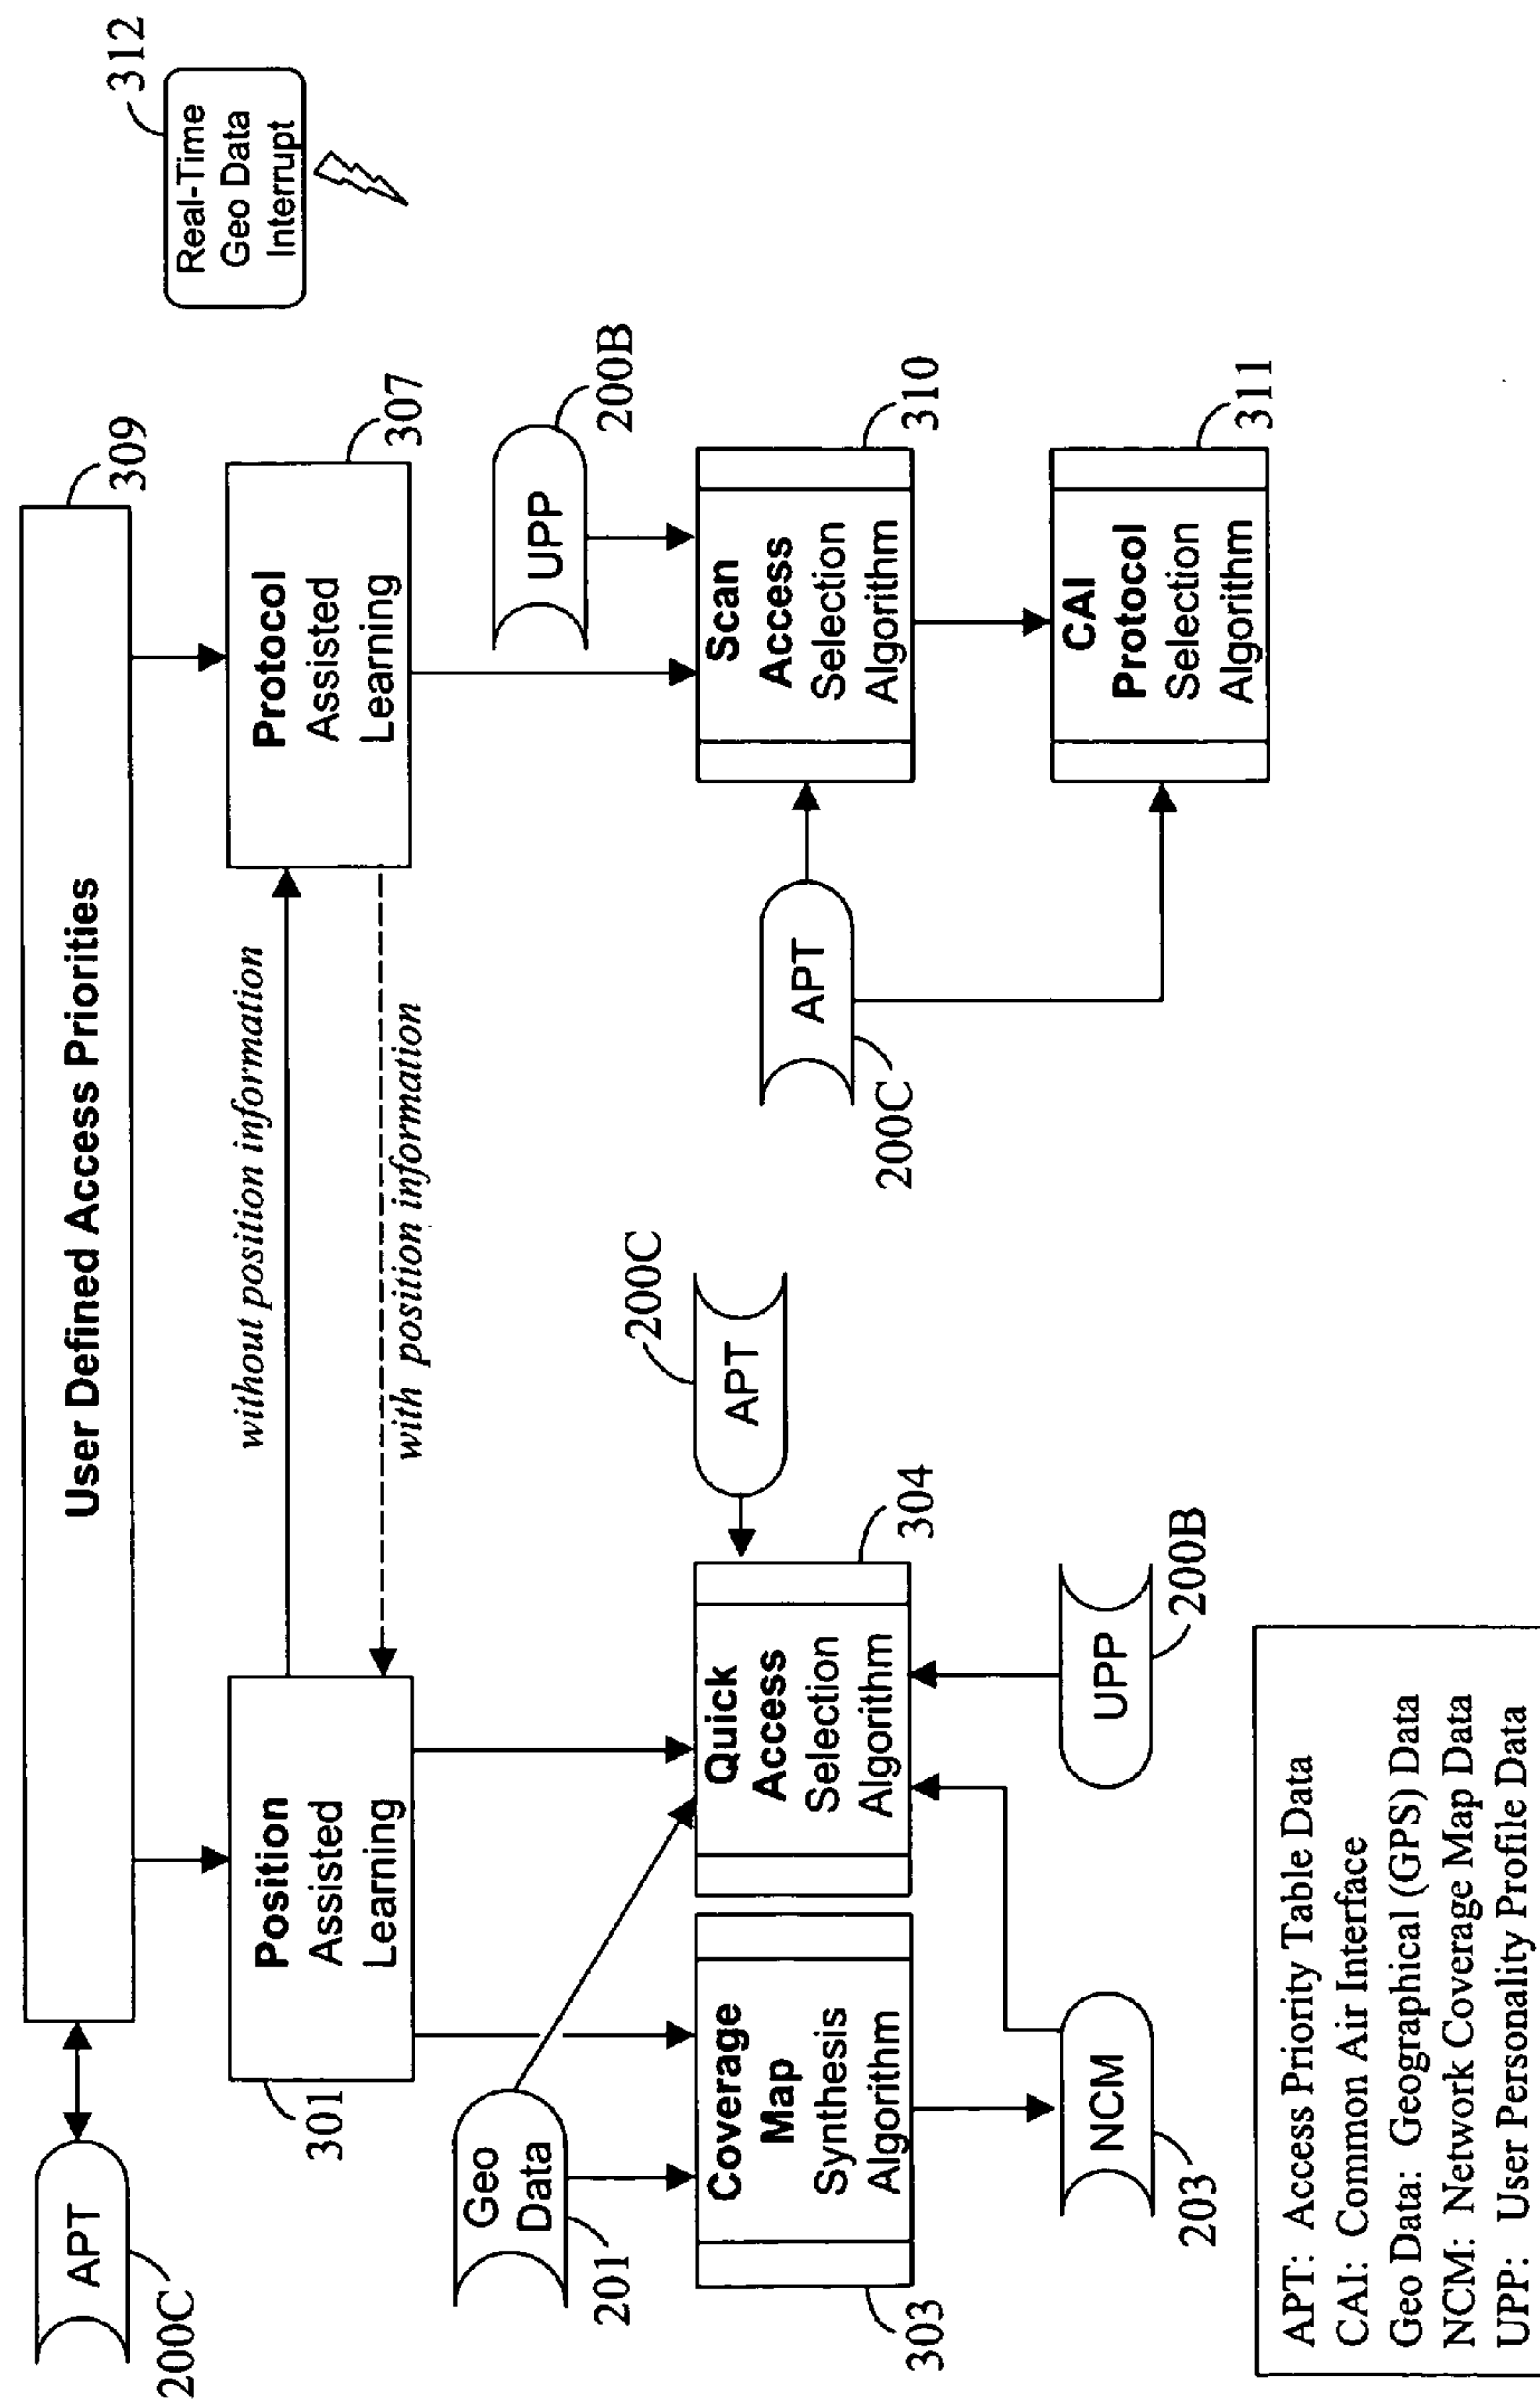 User Defined Access Priorities
309
APT
200C
Position
Assisted
Learning
301
without position information
with position information
Protocol
Assisted
Learning
307
Real-Time
Geo Data
Interrupt
312
Geo
Data
201
Coverage
Map
Synthesis
Algorithm
303
Quick
Access
Selection
Algorithm
304
APT
200C
NCM
203
UPP
200B
UPP
200B
Scan
Access
Selection
Algorithm
310
APT
200C
CAI
Protocol
Selection
Algorithm
311
APT: Access Priority Table Data
CAI: Common Air Interface
Geo Data: Geographical (GPS) Data
NCM: Network Coverage Map Data
UPP: User Personality Profile Data